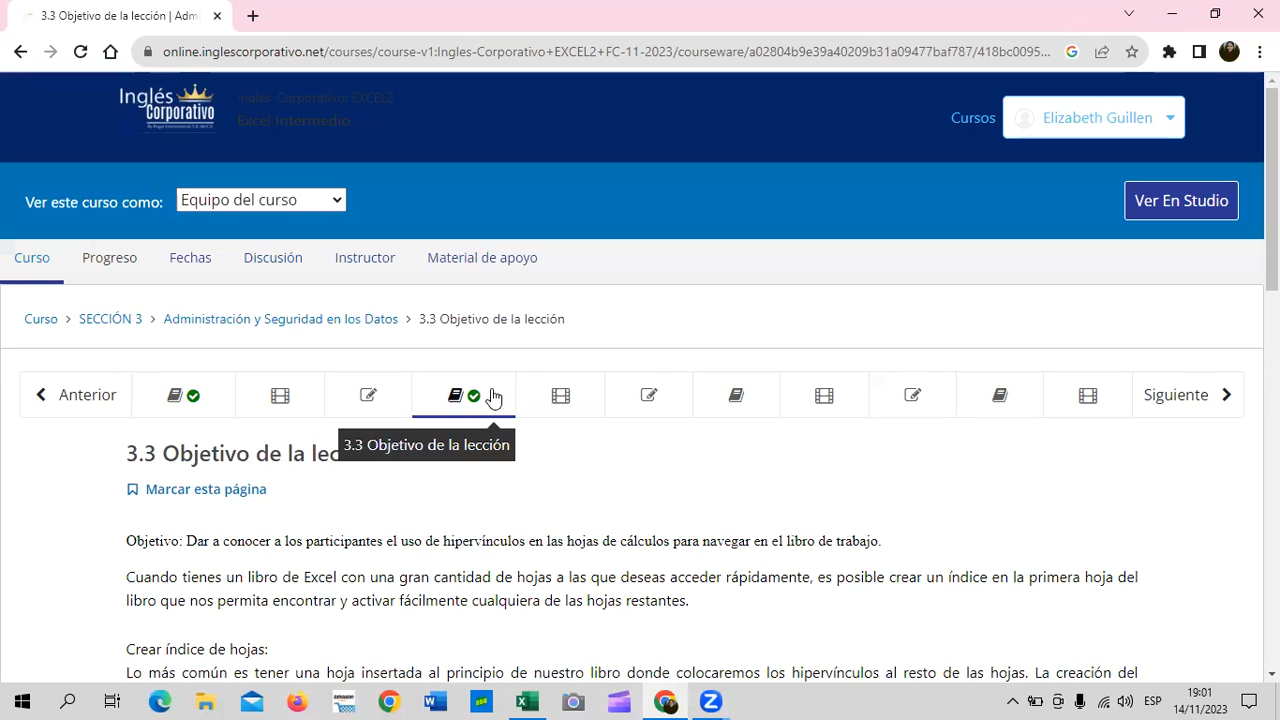 3.3 Objetivo de la lección | Adm
online.inglescorporativo.net/courses/course-v1:Ingles-Corporativo+EXCEL2+FC-11-2023/courseware/a02804b9e39a40209b31a09477baf787/418bc0095...
Inglés
Corporativo
Ingles-Corporativo: EXCEL2
Excel Intermedio
Cursos
Elizabeth Guillen
Ver este curso como:
Equipo del curso
Ver En Studio
Curso
Progreso
Fechas
Discusión
Instructor
Material de apoyo
Curso > SECCIÓN 3 > Administración y Seguridad en los Datos > 3.3 Objetivo de la lección
Anterior
Siguiente
3.3 Objetivo de la lec
3.3 Objetivo de la lección
Marcar esta página
Objetivo: Dar a conocer a los participantes el uso de hipervínculos en las hojas de cálculos para navegar en el libro de trabajo.
Cuando tienes un libro de Excel con una gran cantidad de hojas a las que deseas acceder rápidamente, es posible crear un índice en la primera hoja del
libro que nos permita encontrar y activar fácilmente cualquiera de las hojas restantes.
Crear índice de hojas:
Lo más común es tener una hoja insertada al principio de nuestro libro donde colocaremos los hipervínculos al resto de las hojas. La creación del
ESP
19:01
14/11/2023